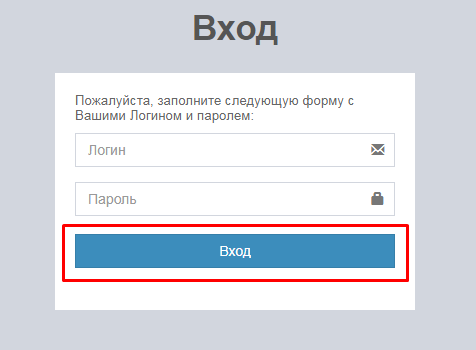 Вход
Пожалуйста, заполните следующую форму с
Вашими Логином и паролем:
Логин
Пароль
Вход